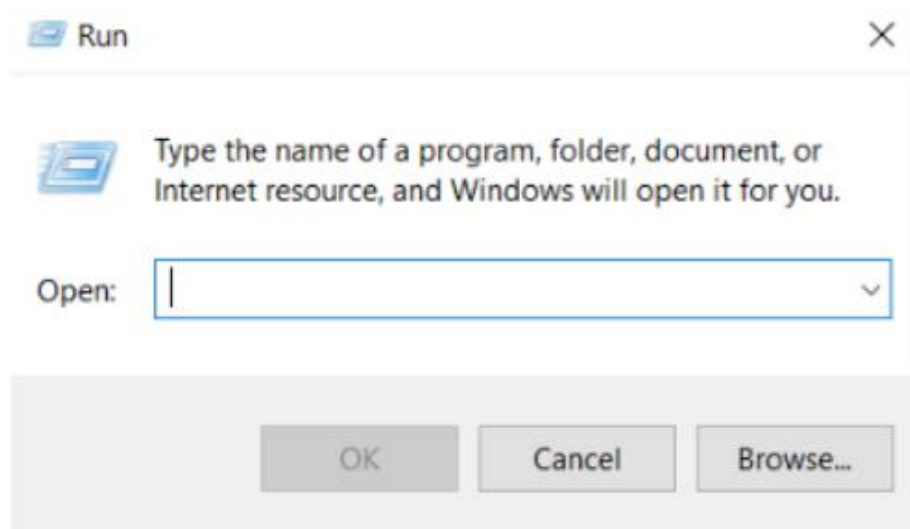 Run
Type the name of a program, folder, document, or
Internet resource, and Windows will open it for you.
Open:
OK Cancel Browse...